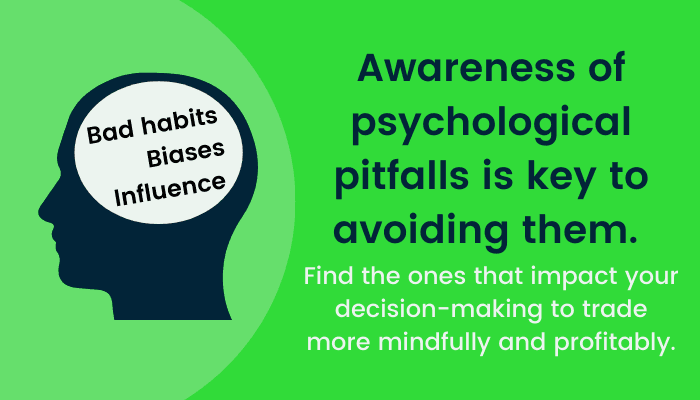 Bad habits
Biases
Influence
Awareness of
psychological
pitfalls is key to
avoiding them.
Find the ones that impact your
decision-making to trade
more mindfully and profitably.